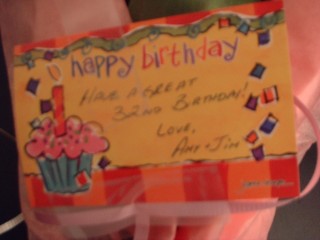 happy birthday
HAVE A GREAT
32ND BIRTHDAY!
LOVE,
AMY + JIM